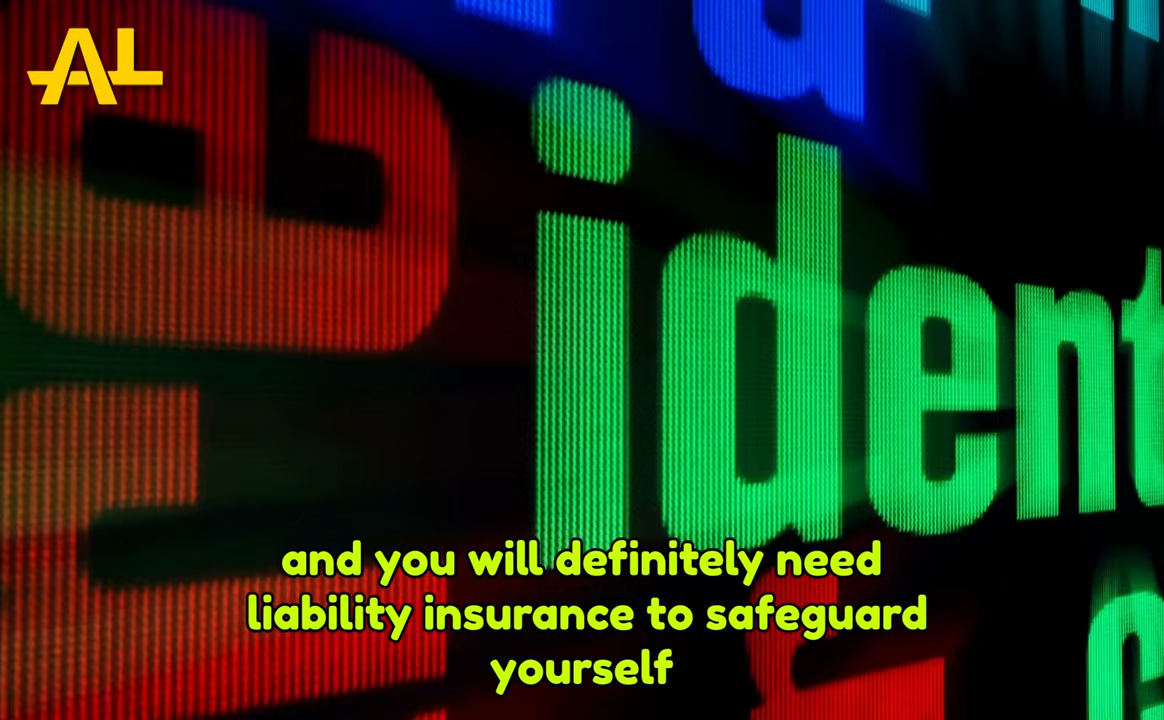 AL
ident
and you will definitely need
liability insurance to safeguard
yourself